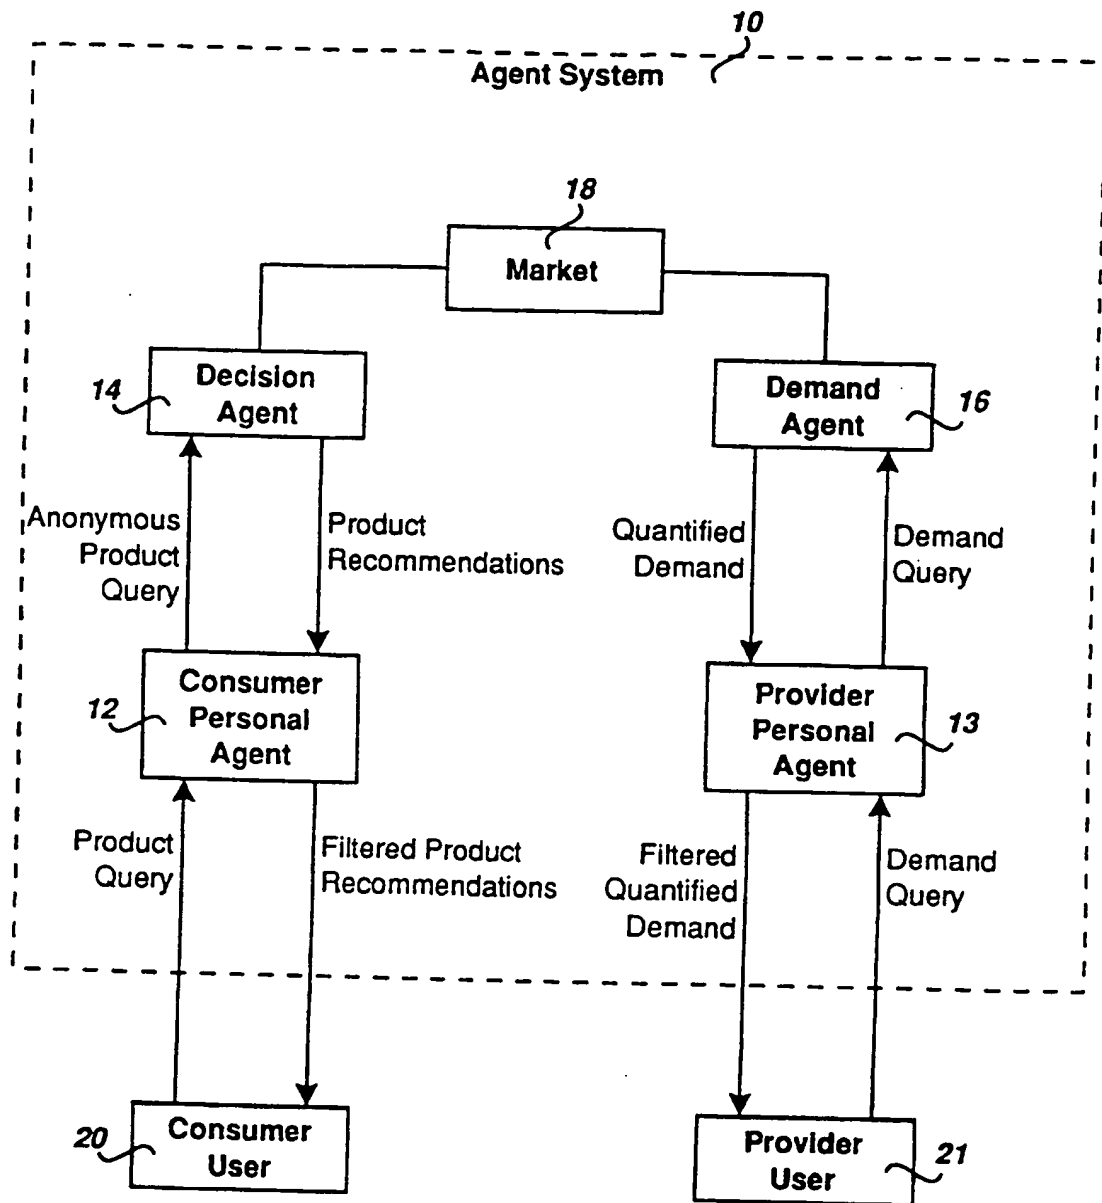 10
Agent System
18
Market
14
Decision
Agent
Demand
Agent
16
Anonymous
Product
Query
Product
Recommendations
Quantified
Demand
Demand
Query
12
Consumer
Personal
Agent
Provider
Personal
Agent
13
Product
Query
Filtered Product
Recommendations
Filtered
Quantified
Demand
Demand
Query
20
Consumer
User
Provider
User
21